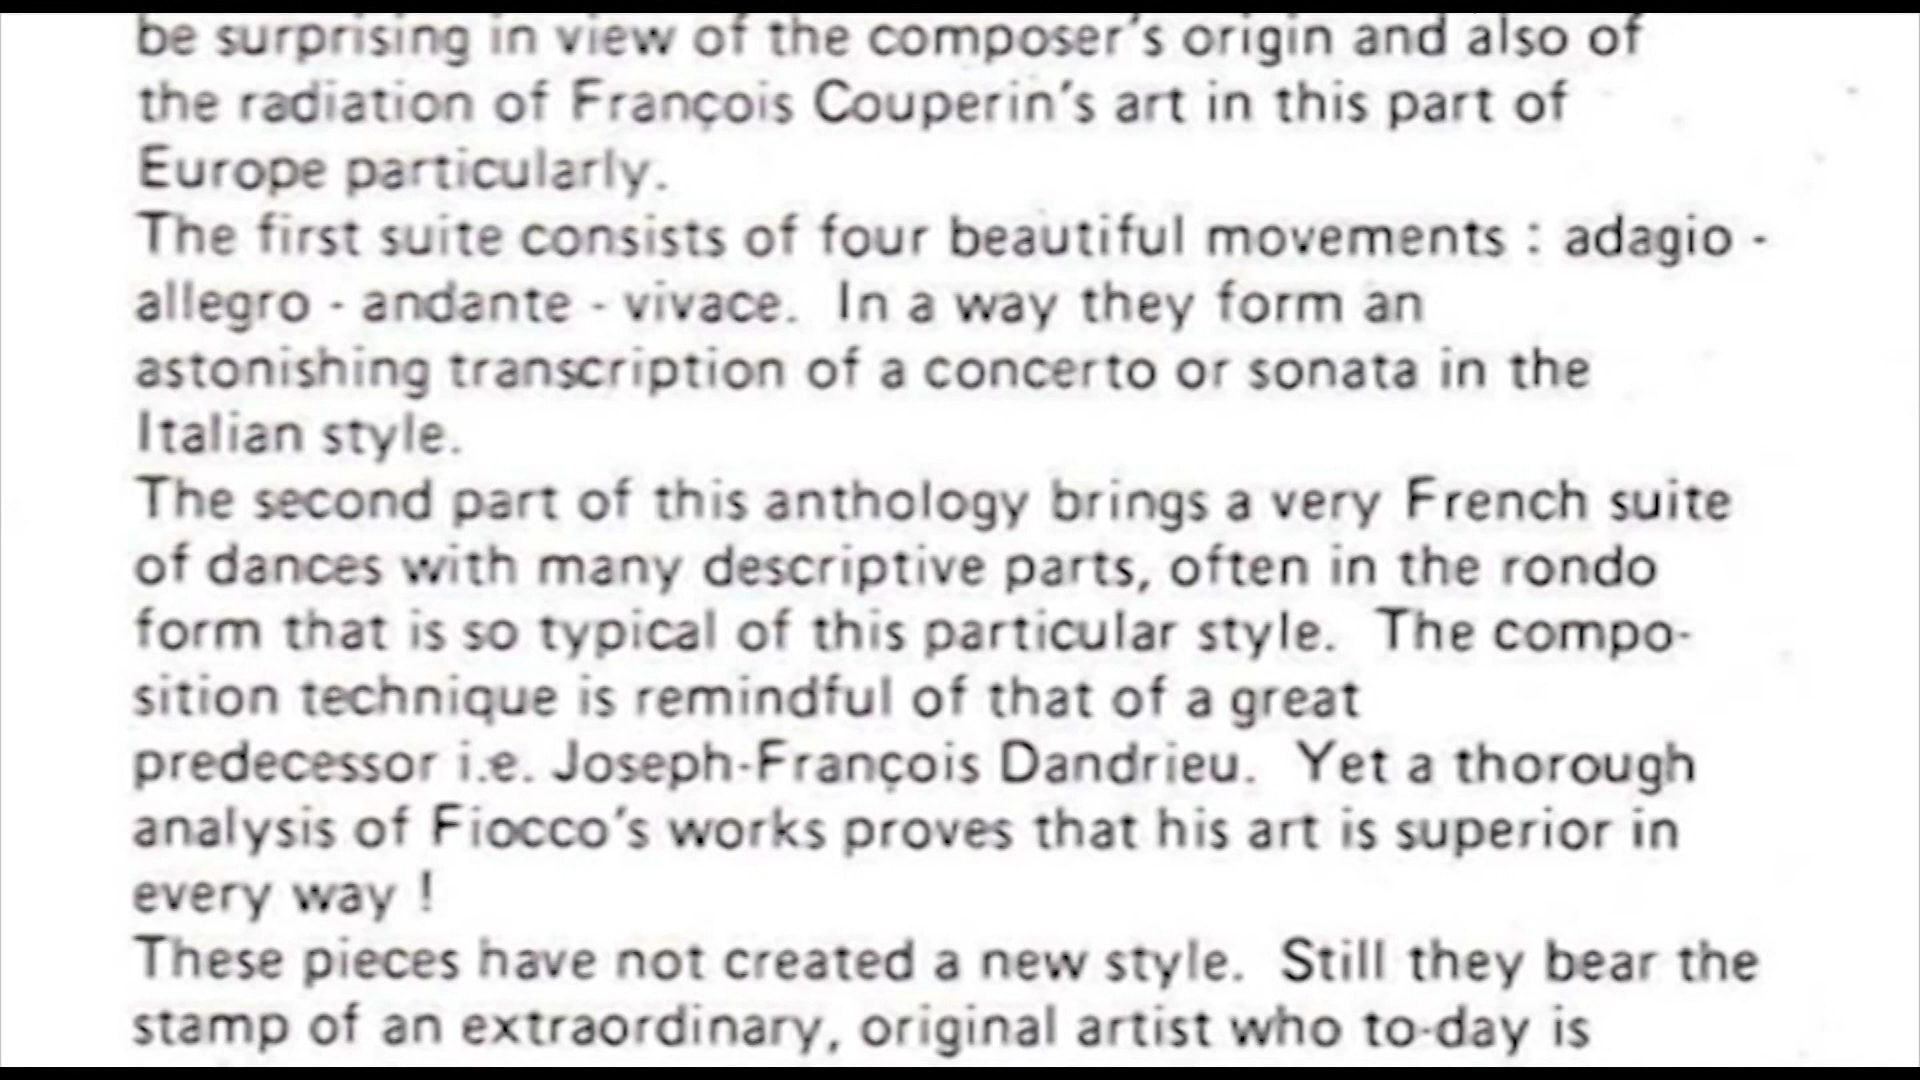 be surprising in view of the composer's origin and also of
the radiation of François Couperin's art in this part of
Europe particularly.
The first suite consists of four beautiful movements : adagio -
allegro - andante - vivace. In a way they form an
astonishing transcription of a concerto or sonata in the
Italian style.
The second part of this anthology brings a very French suite
of dances with many descriptive parts, often in the rondo
form that is so typical of this particular style. The compo-
sition technique is remindful of that of a great
predecessor i.e. Joseph-François Dandrieu. Yet a thorough
analysis of Fiocco's works proves that his art is superior in
every way !
These pieces have not created a new style. Still they bear the
stamp of an extraordinary, original artist who to-day is